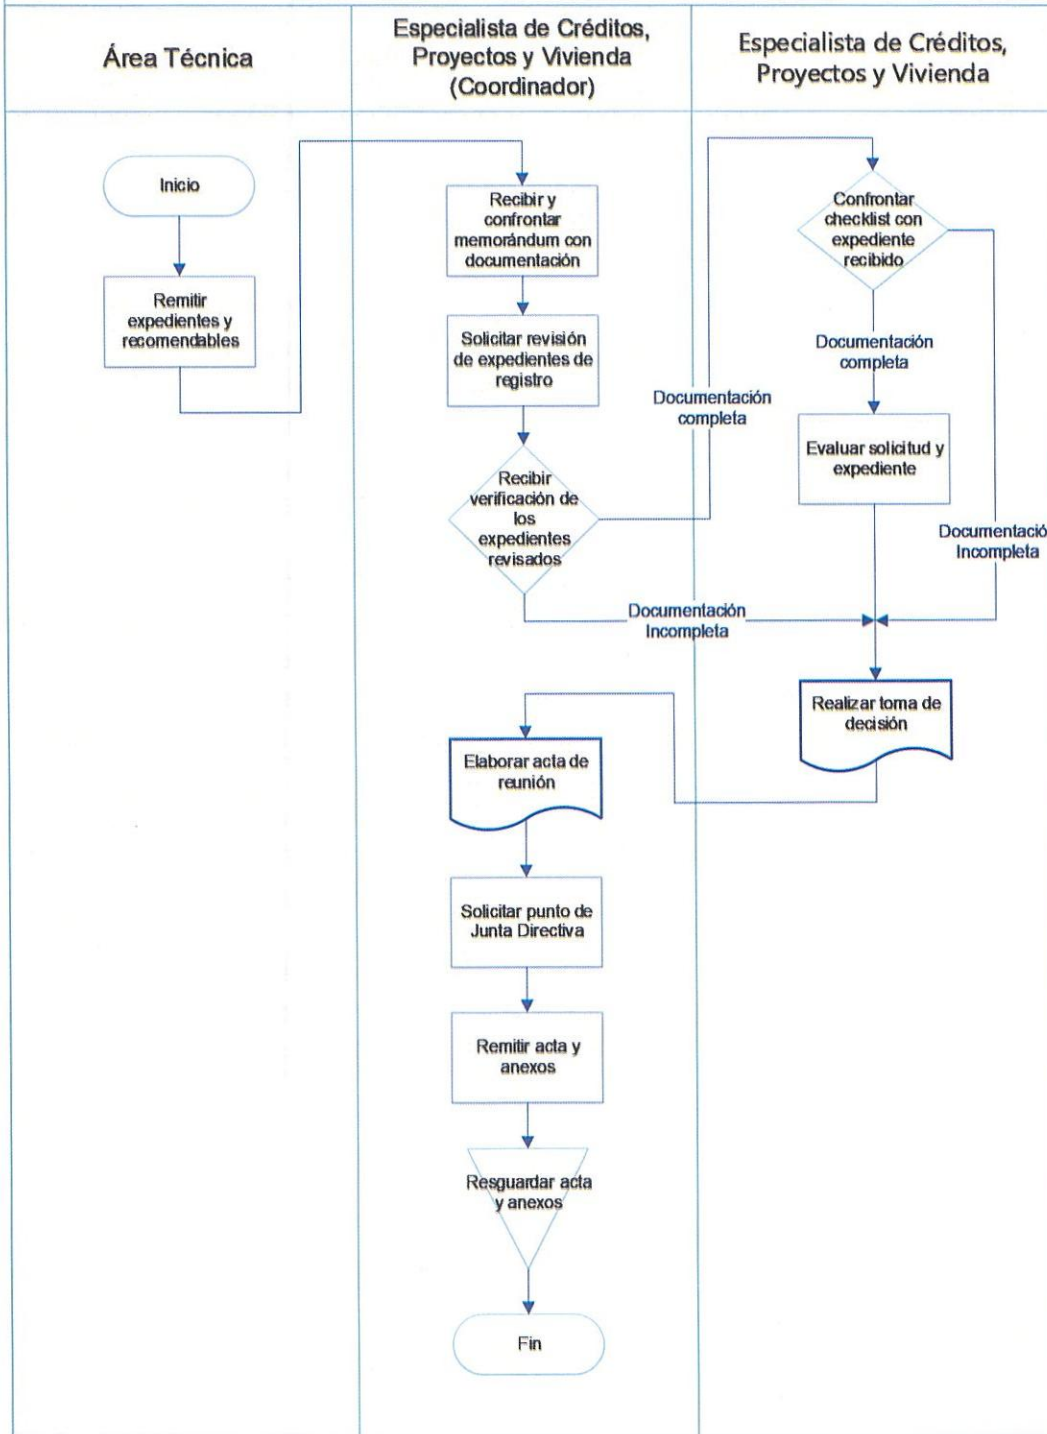 Área Técnica
Especialista de Créditos,
Proyectos y Vivienda
(Coordinador)
Especialista de Créditos,
Proyectos y Vivienda
Inicio
Remitir
expedientes y
recomendables
Recibir y
confrontar
memorándum con
documentación
Solicitar revisión
de expedientes de
registro
Recibir
verificación de
los
expedientes
revisados
Documentación
completa
Documentación
Incompleta
Confrontar
checklist con
expediente
recibido
Documentación
completa
Evaluar solicitud y
expediente
Documentació
Incompleta
Realizar toma de
decisión
Elaborar acta de
reunión
Solicitar punto de
Junta Directiva
Remitir acta y
anexos
Resguardar acta
y anexos
Fin